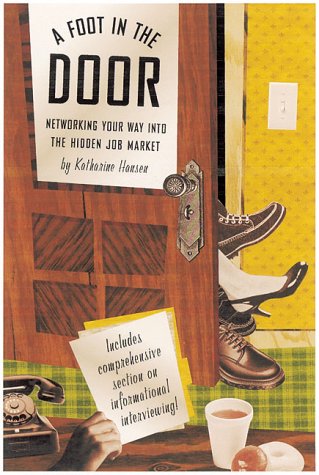 A FOOT IN THE
DOOR
NETWORKING YOUR WAY INTO
THE HIDDEN JOB MARKET
by Katharine Hansen
Includes
comprehensive
section on
informational
interviewing!